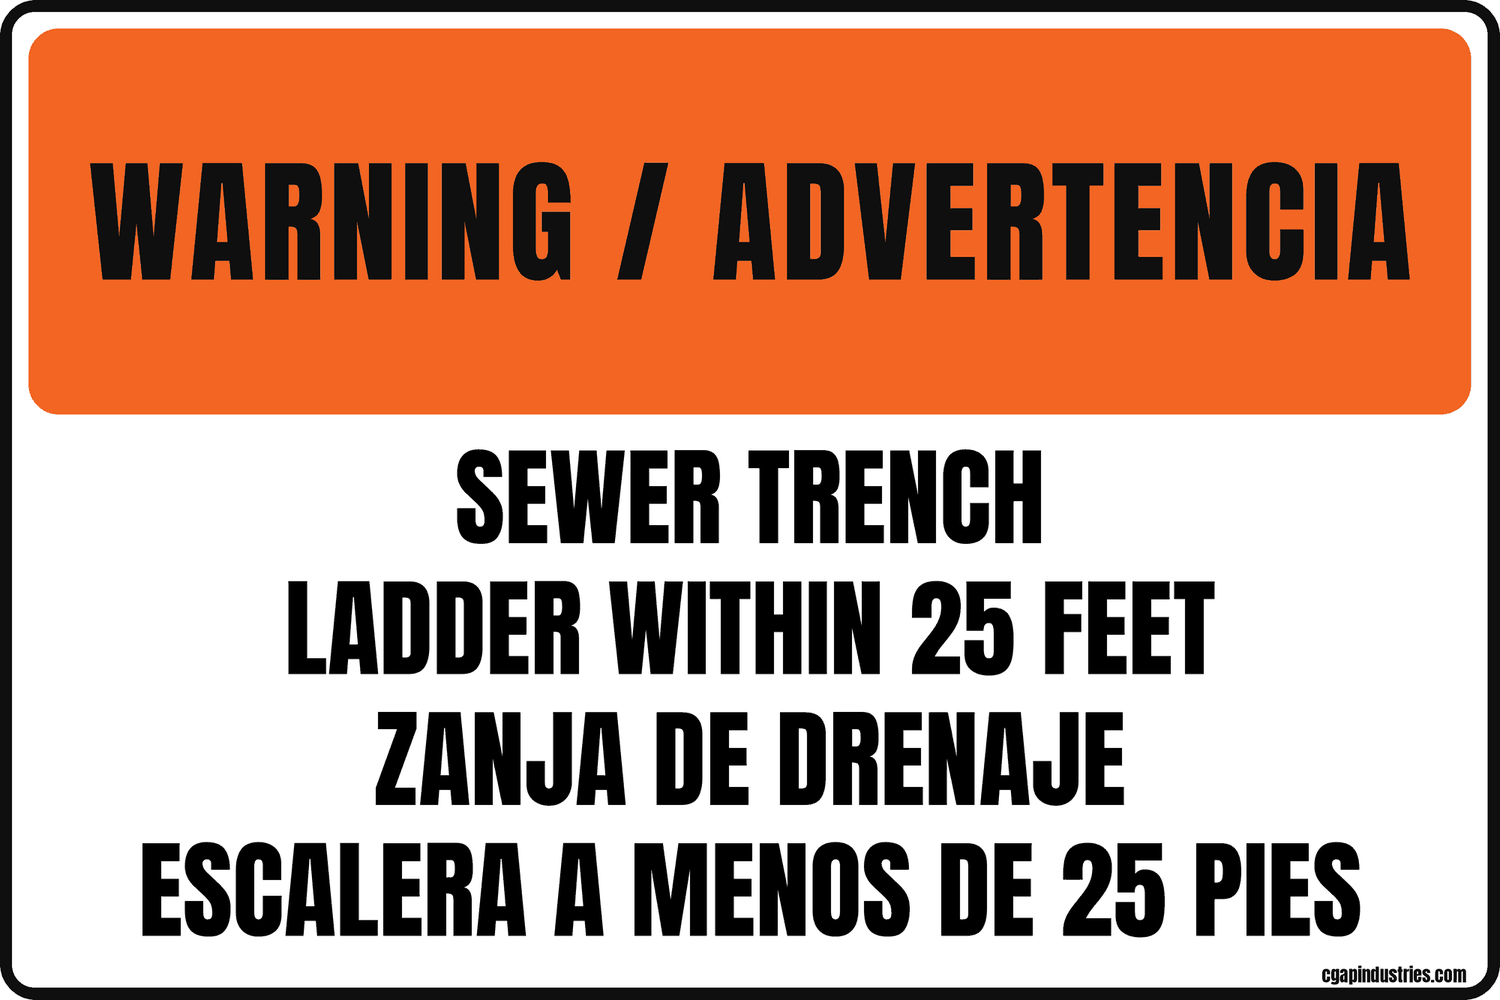 WARNING / ADVERTENCIA
SEWER TRENCH
LADDER WITHIN 25 FEET
ZANJA DE DRENAJE
ESCALERA A MENOS DE 25 PIES
cgapindustries.com